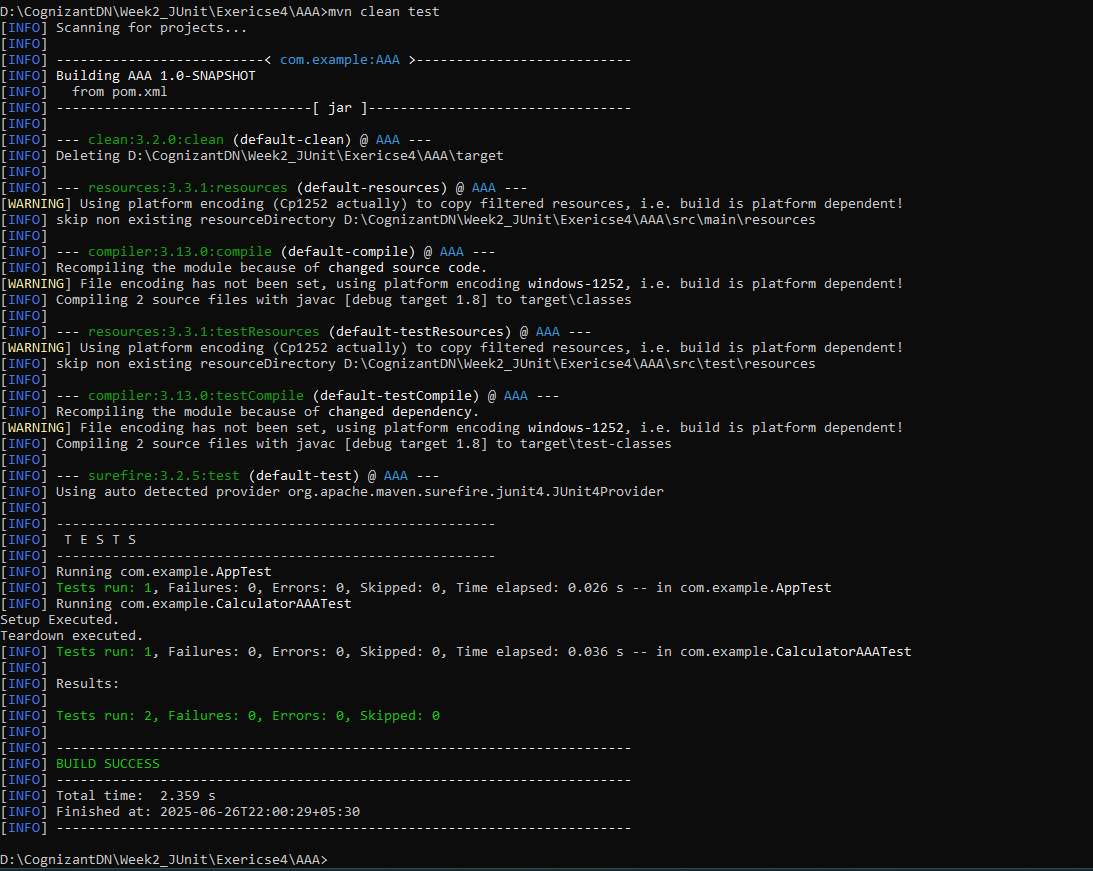 D:\CognizantDN\Week2_JUnit\Exericse4\AAA>mvn clean test
[INFO] Scanning for projects...
[INFO]
[INFO] --------------------------< com.example:AAA >---------------------------
[INFO] Building AAA 1.0-SNAPSHOT
[INFO]   from pom.xml
[INFO] --------------------------------[ jar ]---------------------------------
[INFO]
[INFO] --- clean:3.2.0:clean (default-clean) @ AAA ---
[INFO] Deleting D:\CognizantDN\Week2_JUnit\Exericse4\AAA\target
[INFO]
[INFO] --- resources:3.3.1:resources (default-resources) @ AAA ---
[WARNING] Using platform encoding (Cp1252 actually) to copy filtered resources, i.e. build is platform dependent!
[INFO] skip non existing resourceDirectory D:\CognizantDN\Week2_JUnit\Exericse4\AAA\src\main\resources
[INFO]
[INFO] --- compiler:3.13.0:compile (default-compile) @ AAA ---
[INFO] Recompiling the module because of changed source code.
[WARNING] File encoding has not been set, using platform encoding windows-1252, i.e. build is platform dependent!
[INFO] Compiling 2 source files with javac [debug target 1.8] to target\classes
[INFO]
[INFO] --- resources:3.3.1:testResources (default-testResources) @ AAA ---
[WARNING] Using platform encoding (Cp1252 actually) to copy filtered resources, i.e. build is platform dependent!
[INFO] skip non existing resourceDirectory D:\CognizantDN\Week2_JUnit\Exericse4\AAA\src\test\resources
[INFO]
[INFO] --- compiler:3.13.0:testCompile (default-testCompile) @ AAA ---
[INFO] Recompiling the module because of changed dependency.
[WARNING] File encoding has not been set, using platform encoding windows-1252, i.e. build is platform dependent!
[INFO] Compiling 2 source files with javac [debug target 1.8] to target\test-classes
[INFO]
[INFO] --- surefire:3.2.5:test (default-test) @ AAA ---
[INFO] Using auto detected provider org.apache.maven.surefire.junit4.JUnit4Provider
[INFO]
[INFO] -------------------------------------------------------
[INFO]  T E S T S
[INFO] -------------------------------------------------------
[INFO] Running com.example.AppTest
[INFO] Tests run: 1, Failures: 0, Errors: 0, Skipped: 0, Time elapsed: 0.026 s -- in com.example.AppTest
[INFO] Running com.example.CalculatorAAATest
Setup Executed.
Teardown executed.
[INFO] Tests run: 1, Failures: 0, Errors: 0, Skipped: 0, Time elapsed: 0.036 s -- in com.example.CalculatorAAATest
[INFO]
[INFO] Results:
[INFO]
[INFO] Tests run: 2, Failures: 0, Errors: 0, Skipped: 0
[INFO]
[INFO] ------------------------------------------------------------------------
[INFO] BUILD SUCCESS
[INFO] ------------------------------------------------------------------------
[INFO] Total time:  2.359 s
[INFO] Finished at: 2025-06-26T22:00:29+05:30
[INFO] ------------------------------------------------------------------------
D:\CognizantDN\Week2_JUnit\Exericse4\AAA>